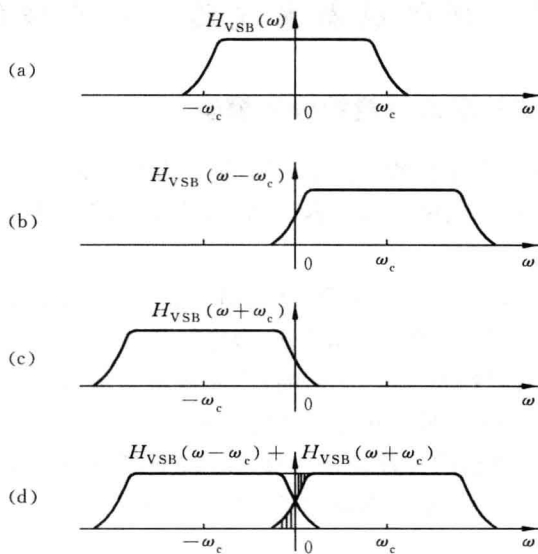 (a)
H_VSB(ω)
−ω_c
0
ω_c
ω
(b)
H_VSB(ω−ω_c)
0
ω_c
ω
(c)
H_VSB(ω+ω_c)
−ω_c
0
ω
(d)
H_VSB(ω−ω_c) + H_VSB(ω+ω_c)
−ω_c
0
ω_c
ω